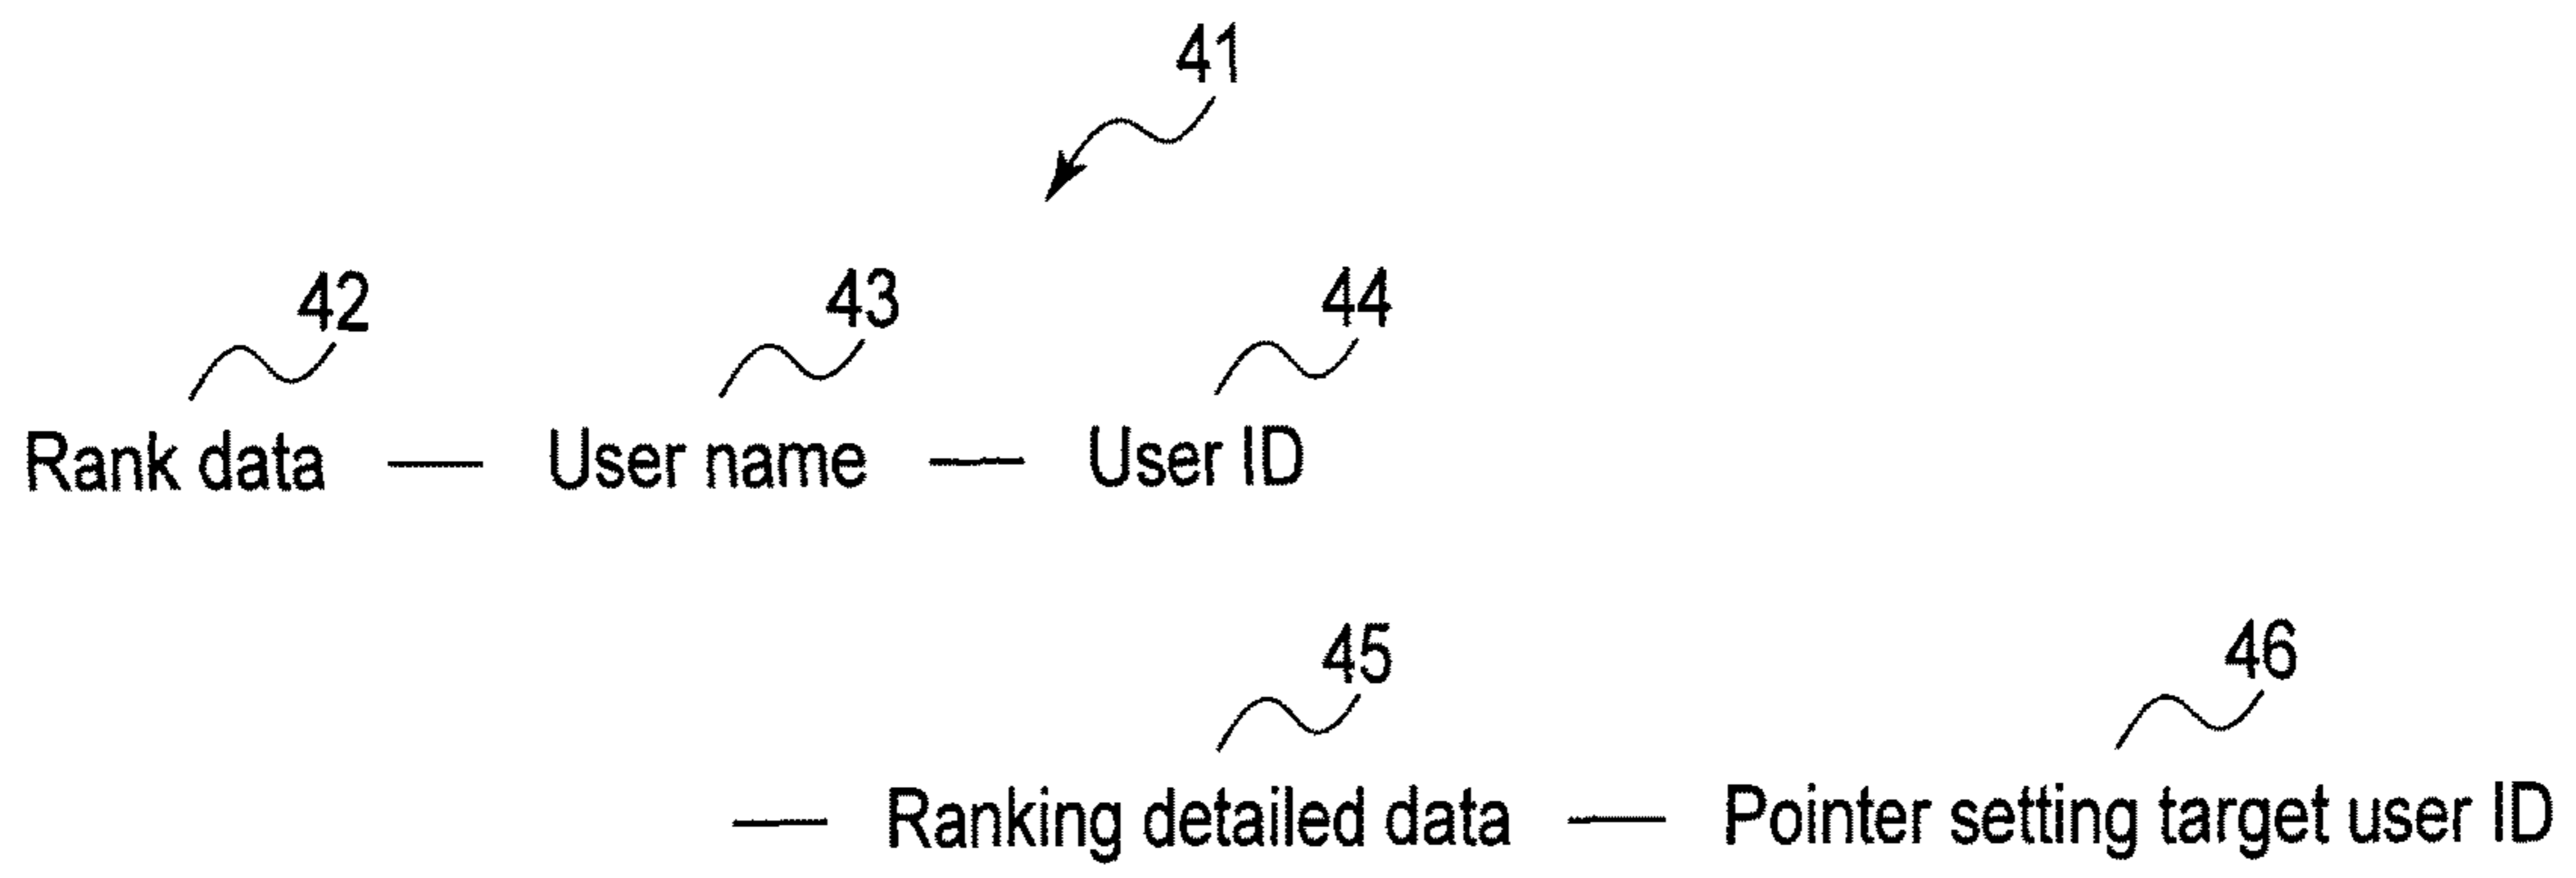 41
42 43 44
Rank data — User name — User ID
45 46
— Ranking detailed data — Pointer setting target user ID